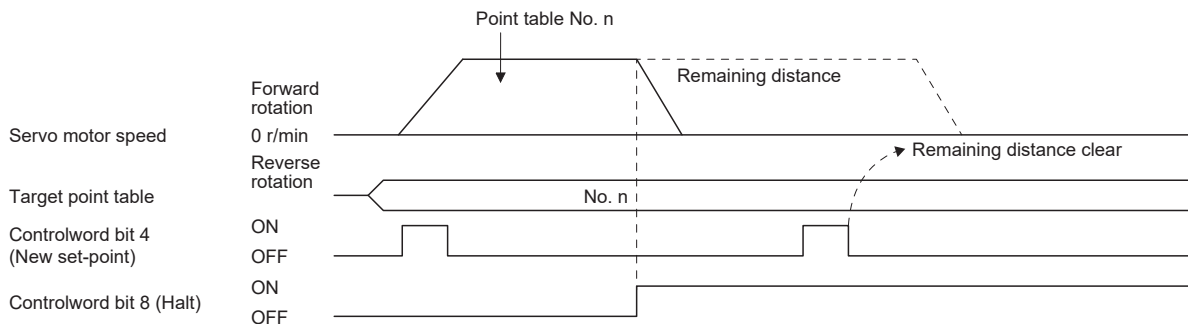 Point table No. n
Remaining distance
Forward
rotation
Servo motor speed
0 r/min
Reverse
rotation
Remaining distance clear
Target point table
No. n
Controlword bit 4
(New set-point)
ON
OFF
Controlword bit 8 (Halt)
ON
OFF